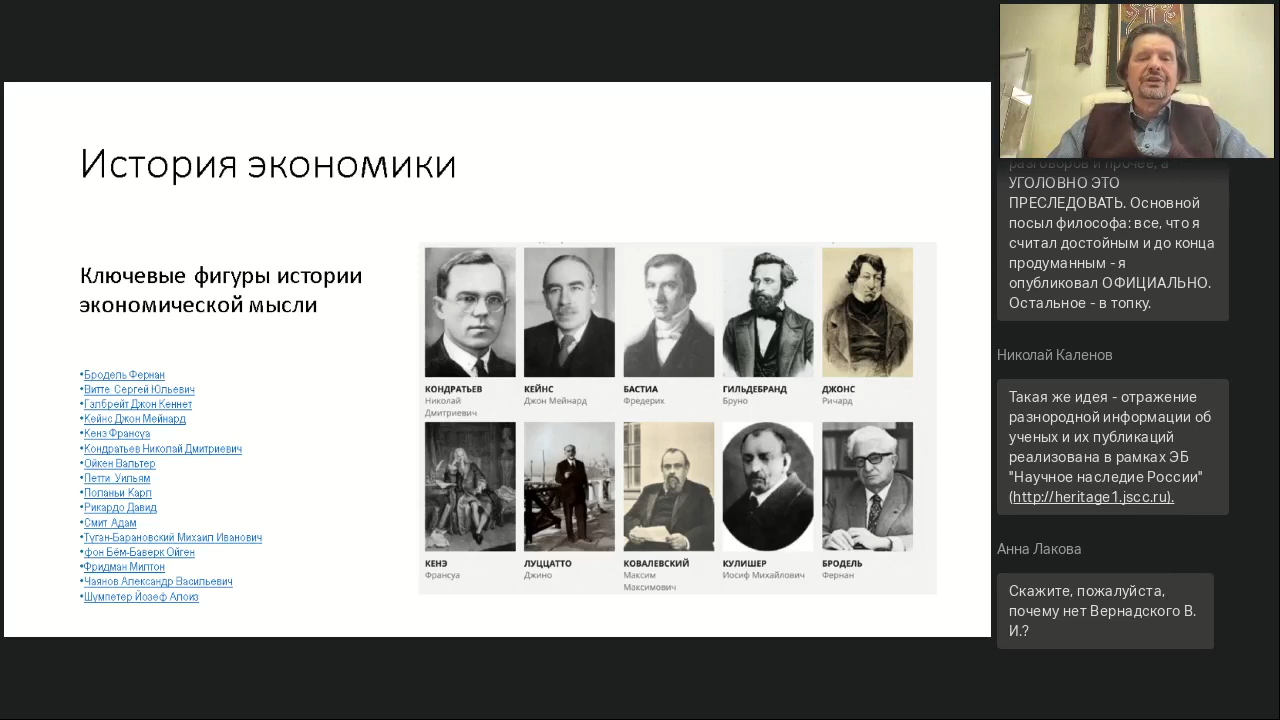 История экономики
Ключевые фигуры истории
экономической мысли
•Бродель Фернан
•Витте Сергей Юльевич
•Гэлбрейт Джон Кеннет
•Кейнс Джон Мейнард
•Кенэ Франсуа
•Кондратьев Николай Дмитриевич
•Ойкен Вальтер
•Петти Уильям
•Поланьи Карл
•Рикардо Давид
•Смит Адам
•Туган-Барановский Михаил Иванович
•фон Бём-Баверк Ойген
•Фридман Милтон
•Чаянов Александр Васильевич
•Шумпетер Йозеф Алоиз
КОНДРАТЬЕВ
Николай
Дмитриевич
КЕЙНС
Джон Мейнард
БАСТИА
Фредерик
ГИЛЬДЕБРАНД
Бруно
ДЖОНС
Ричард
КЕНЭ
Франсуа
ЛУЦЦАТТО
Джино
КОВАЛЕВСКИЙ
Максим
Максимович
КУЛИШЕР
Иосиф Михайлович
БРОДЕЛЬ
Фернан
разговоров и прочее, а
УГОЛОВНО ЭТО
ПРЕСЛЕДОВАТЬ. Основной
посыл философа: все, что я
считал достойным и до конца
продуманным - я
опубликовал ОФИЦИАЛЬНО.
Остальное - в топку.
Николай Каленов
Такая же идея - отражение
разнородной информации об
ученых и их публикаций
реализована в рамках ЭБ
"Научное наследие России"
(http://heritage1.jscc.ru).
Анна Лакова
Скажите, пожалуйста,
почему нет Вернадского В.
И.?